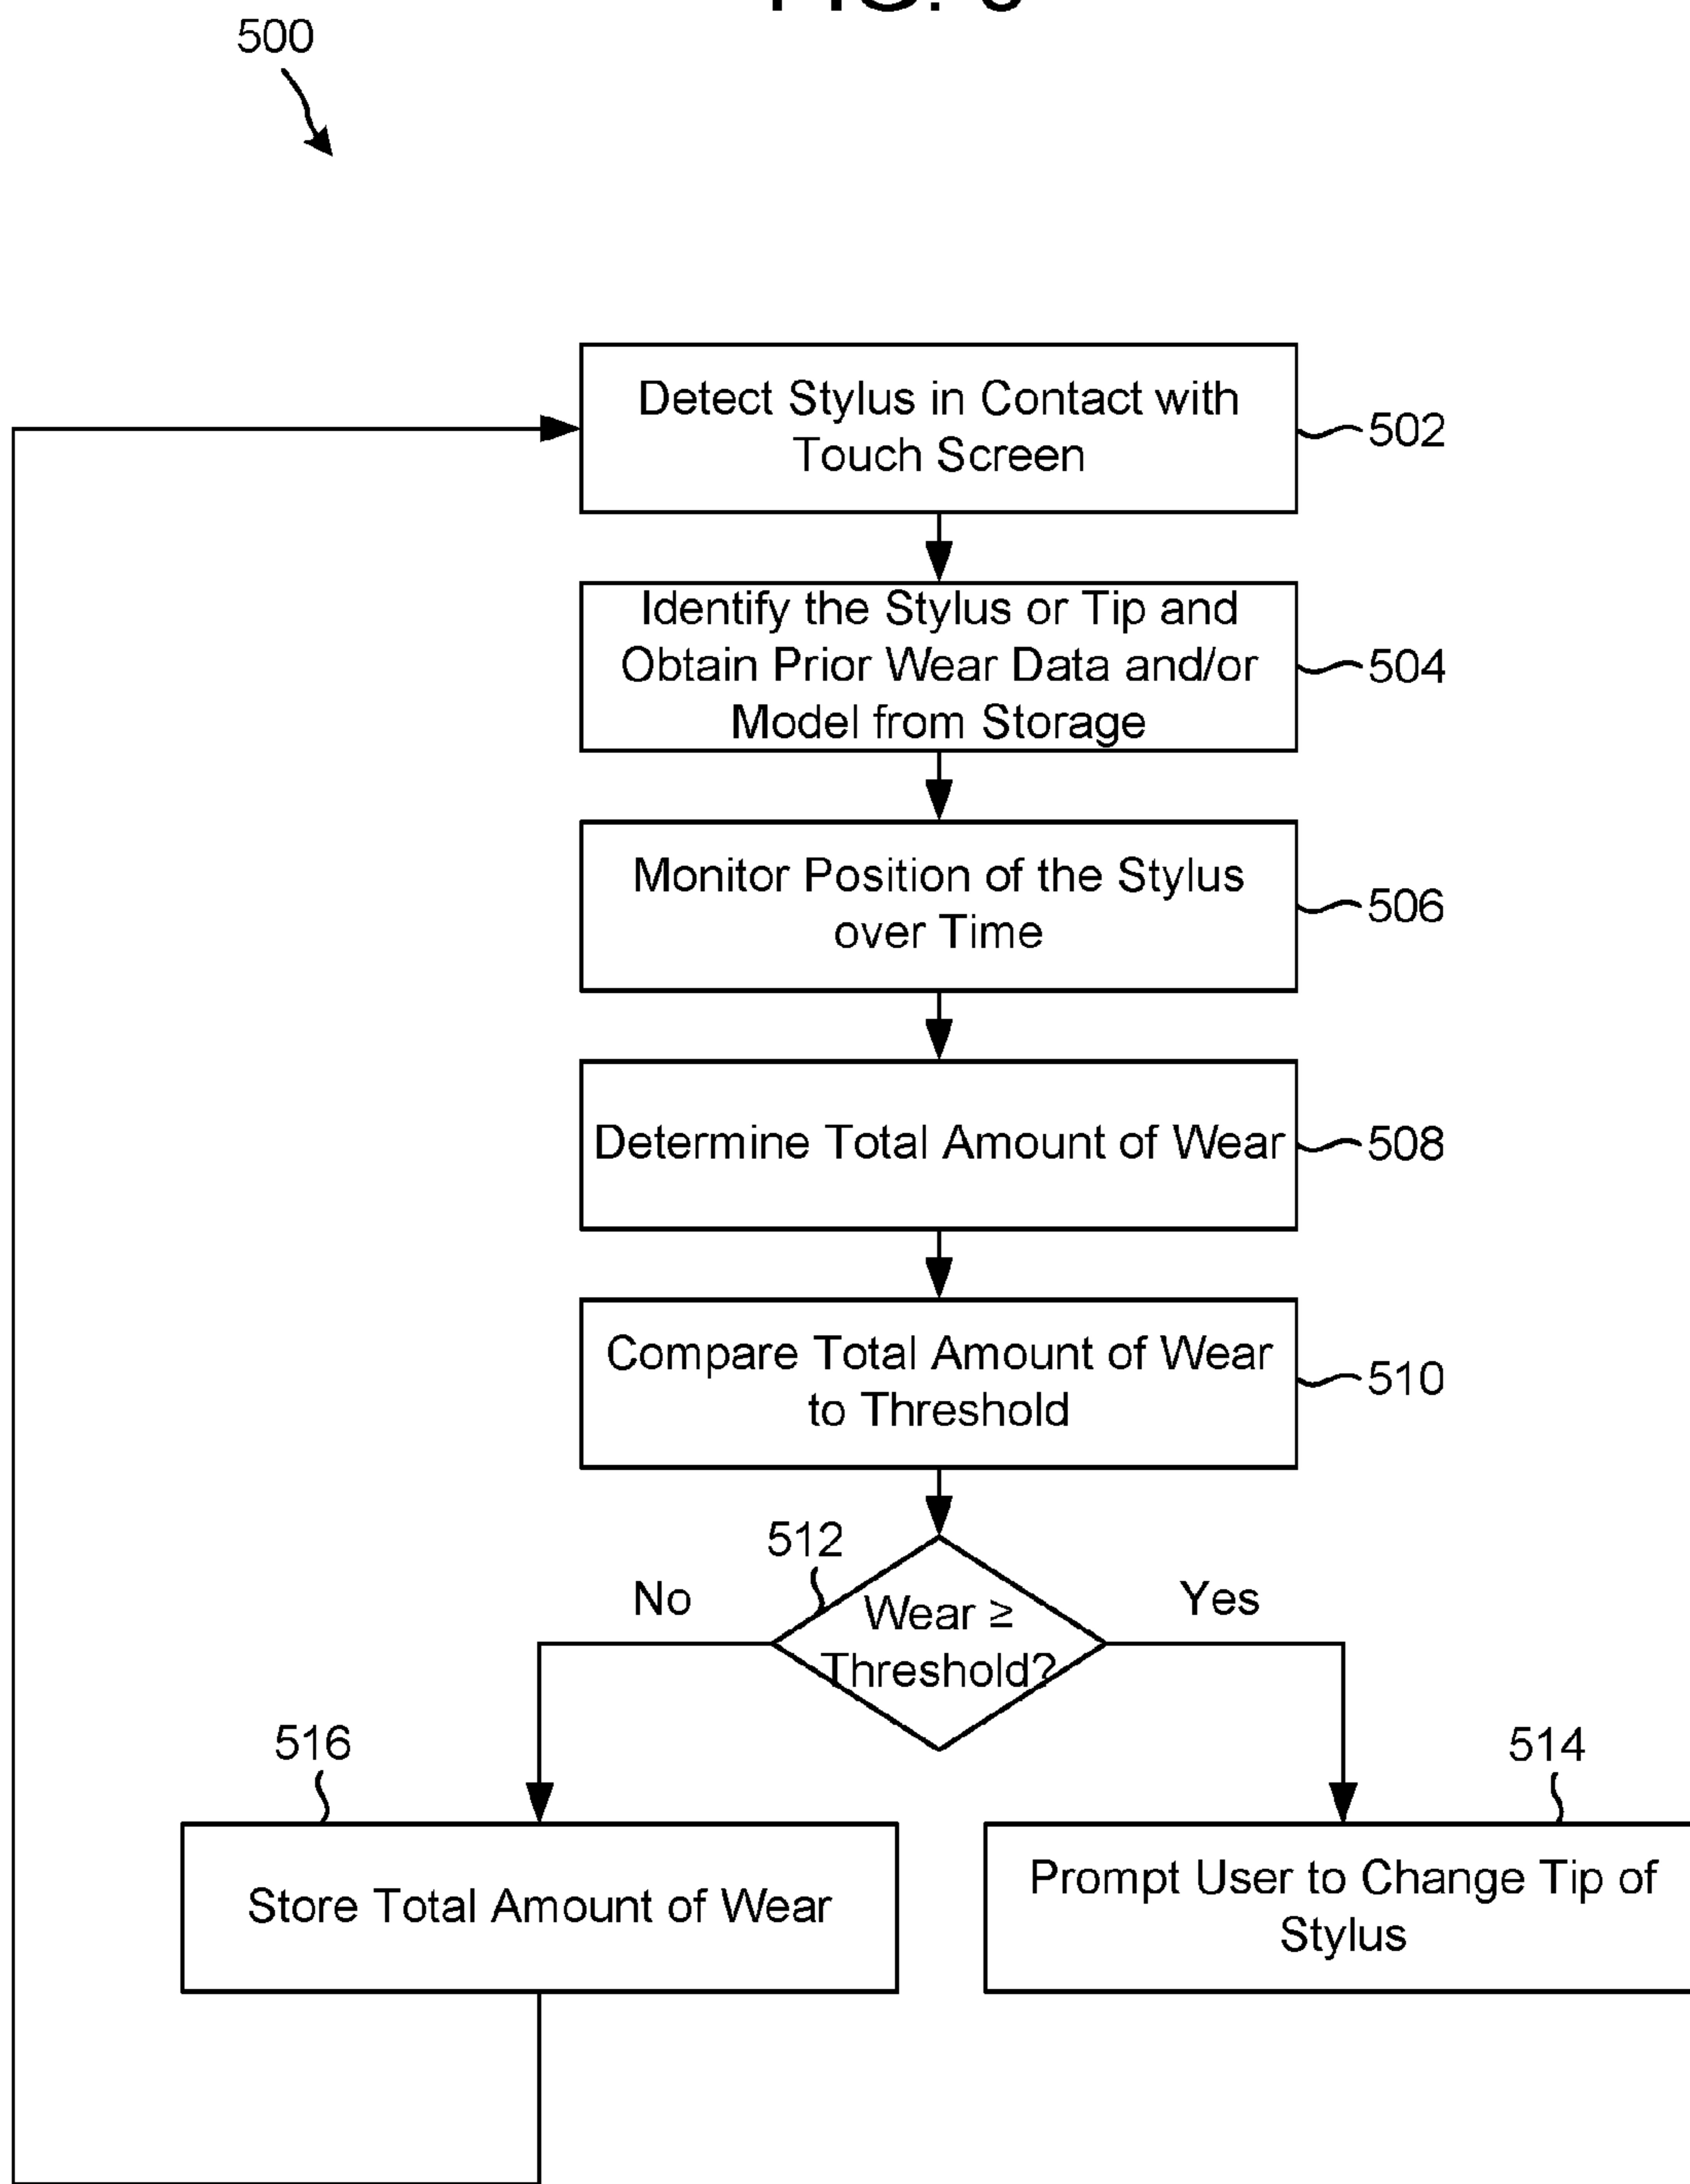 500
Detect Stylus in Contact with
Touch Screen
502
Identify the Stylus or Tip and
Obtain Prior Wear Data and/or
Model from Storage
504
Monitor Position of the Stylus
over Time
506
Determine Total Amount of Wear
508
Compare Total Amount of Wear
to Threshold
510
512
No
Wear ≥
Threshold?
Yes
516
514
Store Total Amount of Wear
Prompt User to Change Tip of
Stylus